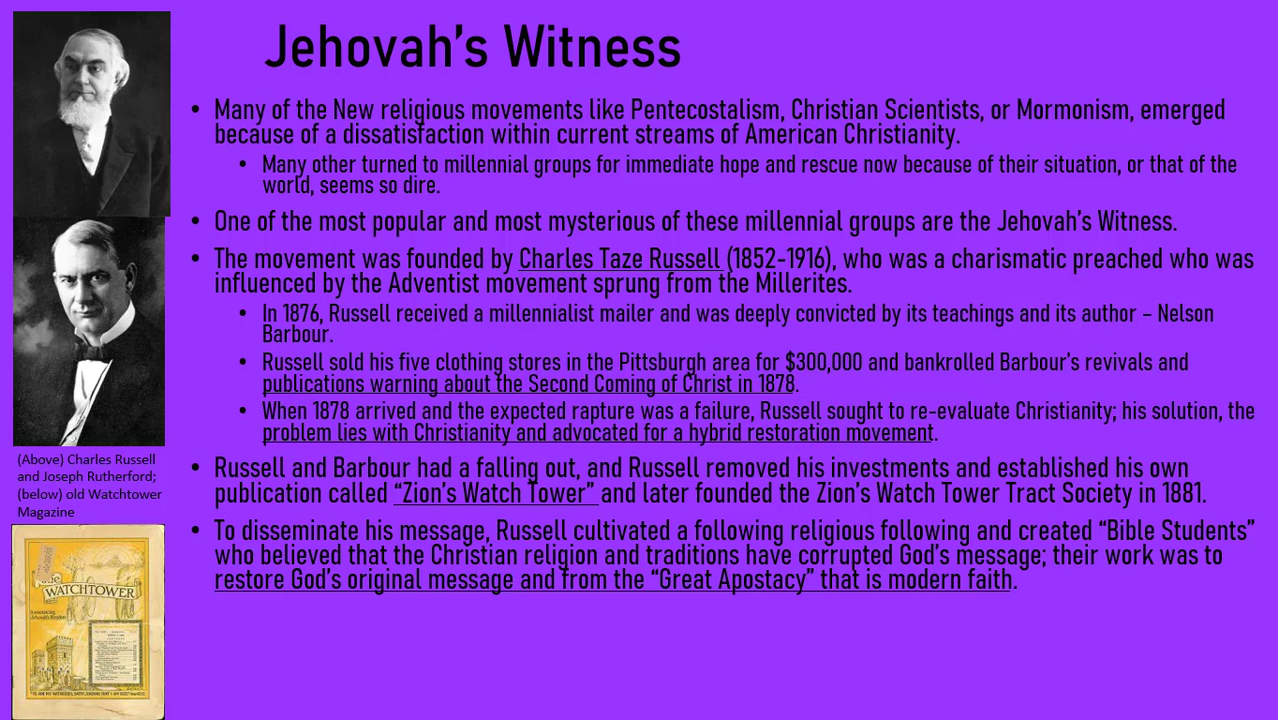 Jehovah's Witness
• Many of the New religious movements like Pentecostalism, Christian Scientists, or Mormonism, emerged
because of a dissatisfaction within current streams of American Christianity.
• Many other turned to millennial groups for immediate hope and rescue now because of their situation, or that of the
world, seems so dire.
• One of the most popular and most mysterious of these millennial groups are the Jehovah's Witness.
• The movement was founded by Charles Taze Russell (1852-1916), who was a charismatic preached who was
influenced by the Adventist movement sprung from the Millerites.
• In 1876, Russell received a millennialist mailer and was deeply convicted by its teachings and its author – Nelson
Barbour.
• Russell sold his five clothing stores in the Pittsburgh area for $300,000 and bankrolled Barbour's revivals and
publications warning about the Second Coming of Christ in 1878.
• When 1878 arrived and the expected rapture was a failure, Russell sought to re-evaluate Christianity; his solution, the
problem lies with Christianity and advocated for a hybrid restoration movement.
• Russell and Barbour had a falling out, and Russell removed his investments and established his own
publication called “Zion's Watch Tower” and later founded the Zion's Watch Tower Tract Society in 1881.
• To disseminate his message, Russell cultivated a following religious following and created “Bible Students”
who believed that the Christian religion and traditions have corrupted God's message; their work was to
restore God's original message and from the “Great Apostacy” that is modern faith.
(Above) Charles Russell
and Joseph Rutherford;
(below) old Watchtower
Magazine
The
WATCHTOWER
Announcing
Jehovah's Kingdom